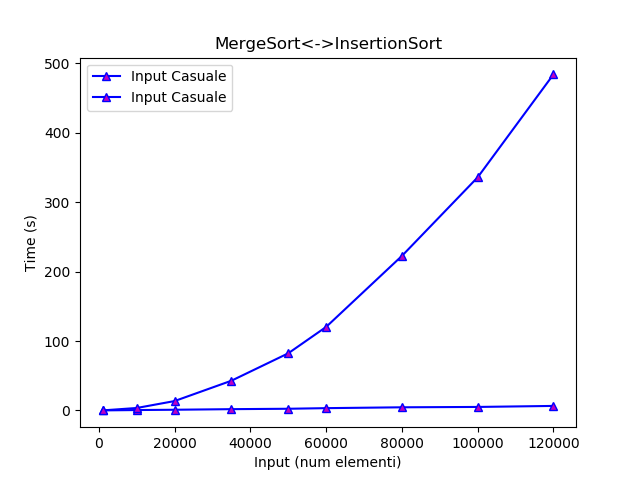 MergeSort<->InsertionSort
Input Casuale
Input Casuale
500
400
300
200
100
0
Time (s)
0 20000 40000 60000 80000 100000 120000
Input (num elementi)